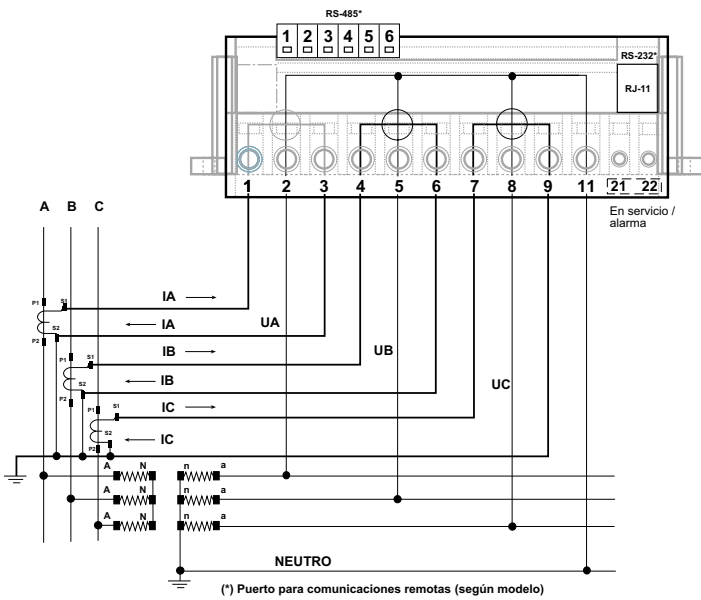 RS-485*
1 2 3 4 5 6
RS-232*
RJ-11
1 2 3 4 5 6 7 8 9 11 21 22
En servicio /
alarma
A B C
P1 S1 IA
S2 IA UA
P2
P1 S1 IB UB
S2 IB UC
P2
P1 S1 IC
S2 IC
P2
A N n a
A N n a
A N n a
NEUTRO
(*) Puerto para comunicaciones remotas (según modelo)